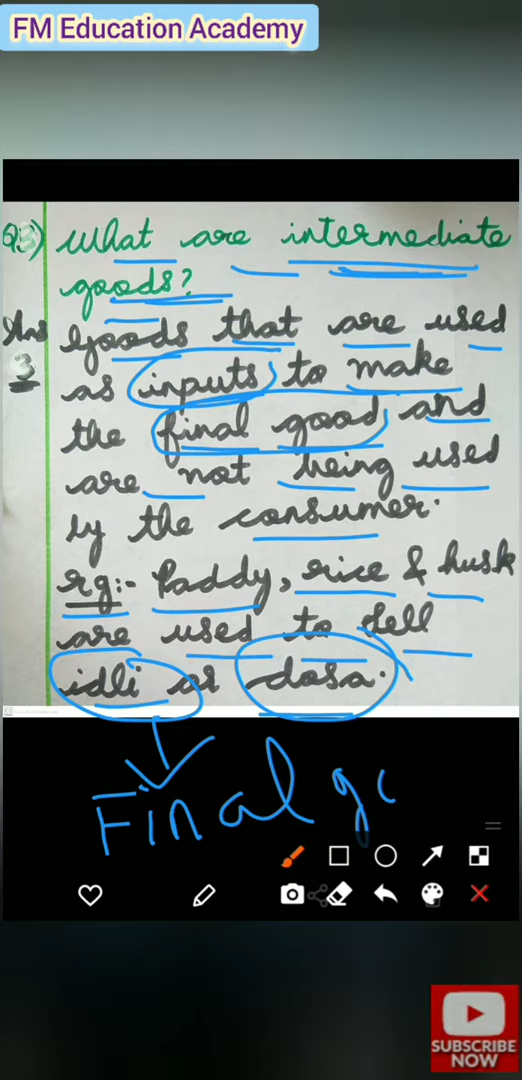 FM Education Academy
Q3) What are intermediate
goods?
Ans Goods that are used
3 as inputs to make
the final good and
are not being used
by the consumer.
eg:- Paddy, rice & husk
are used to sell
idli or dosa.
Final go
SUBSCRIBE
NOW